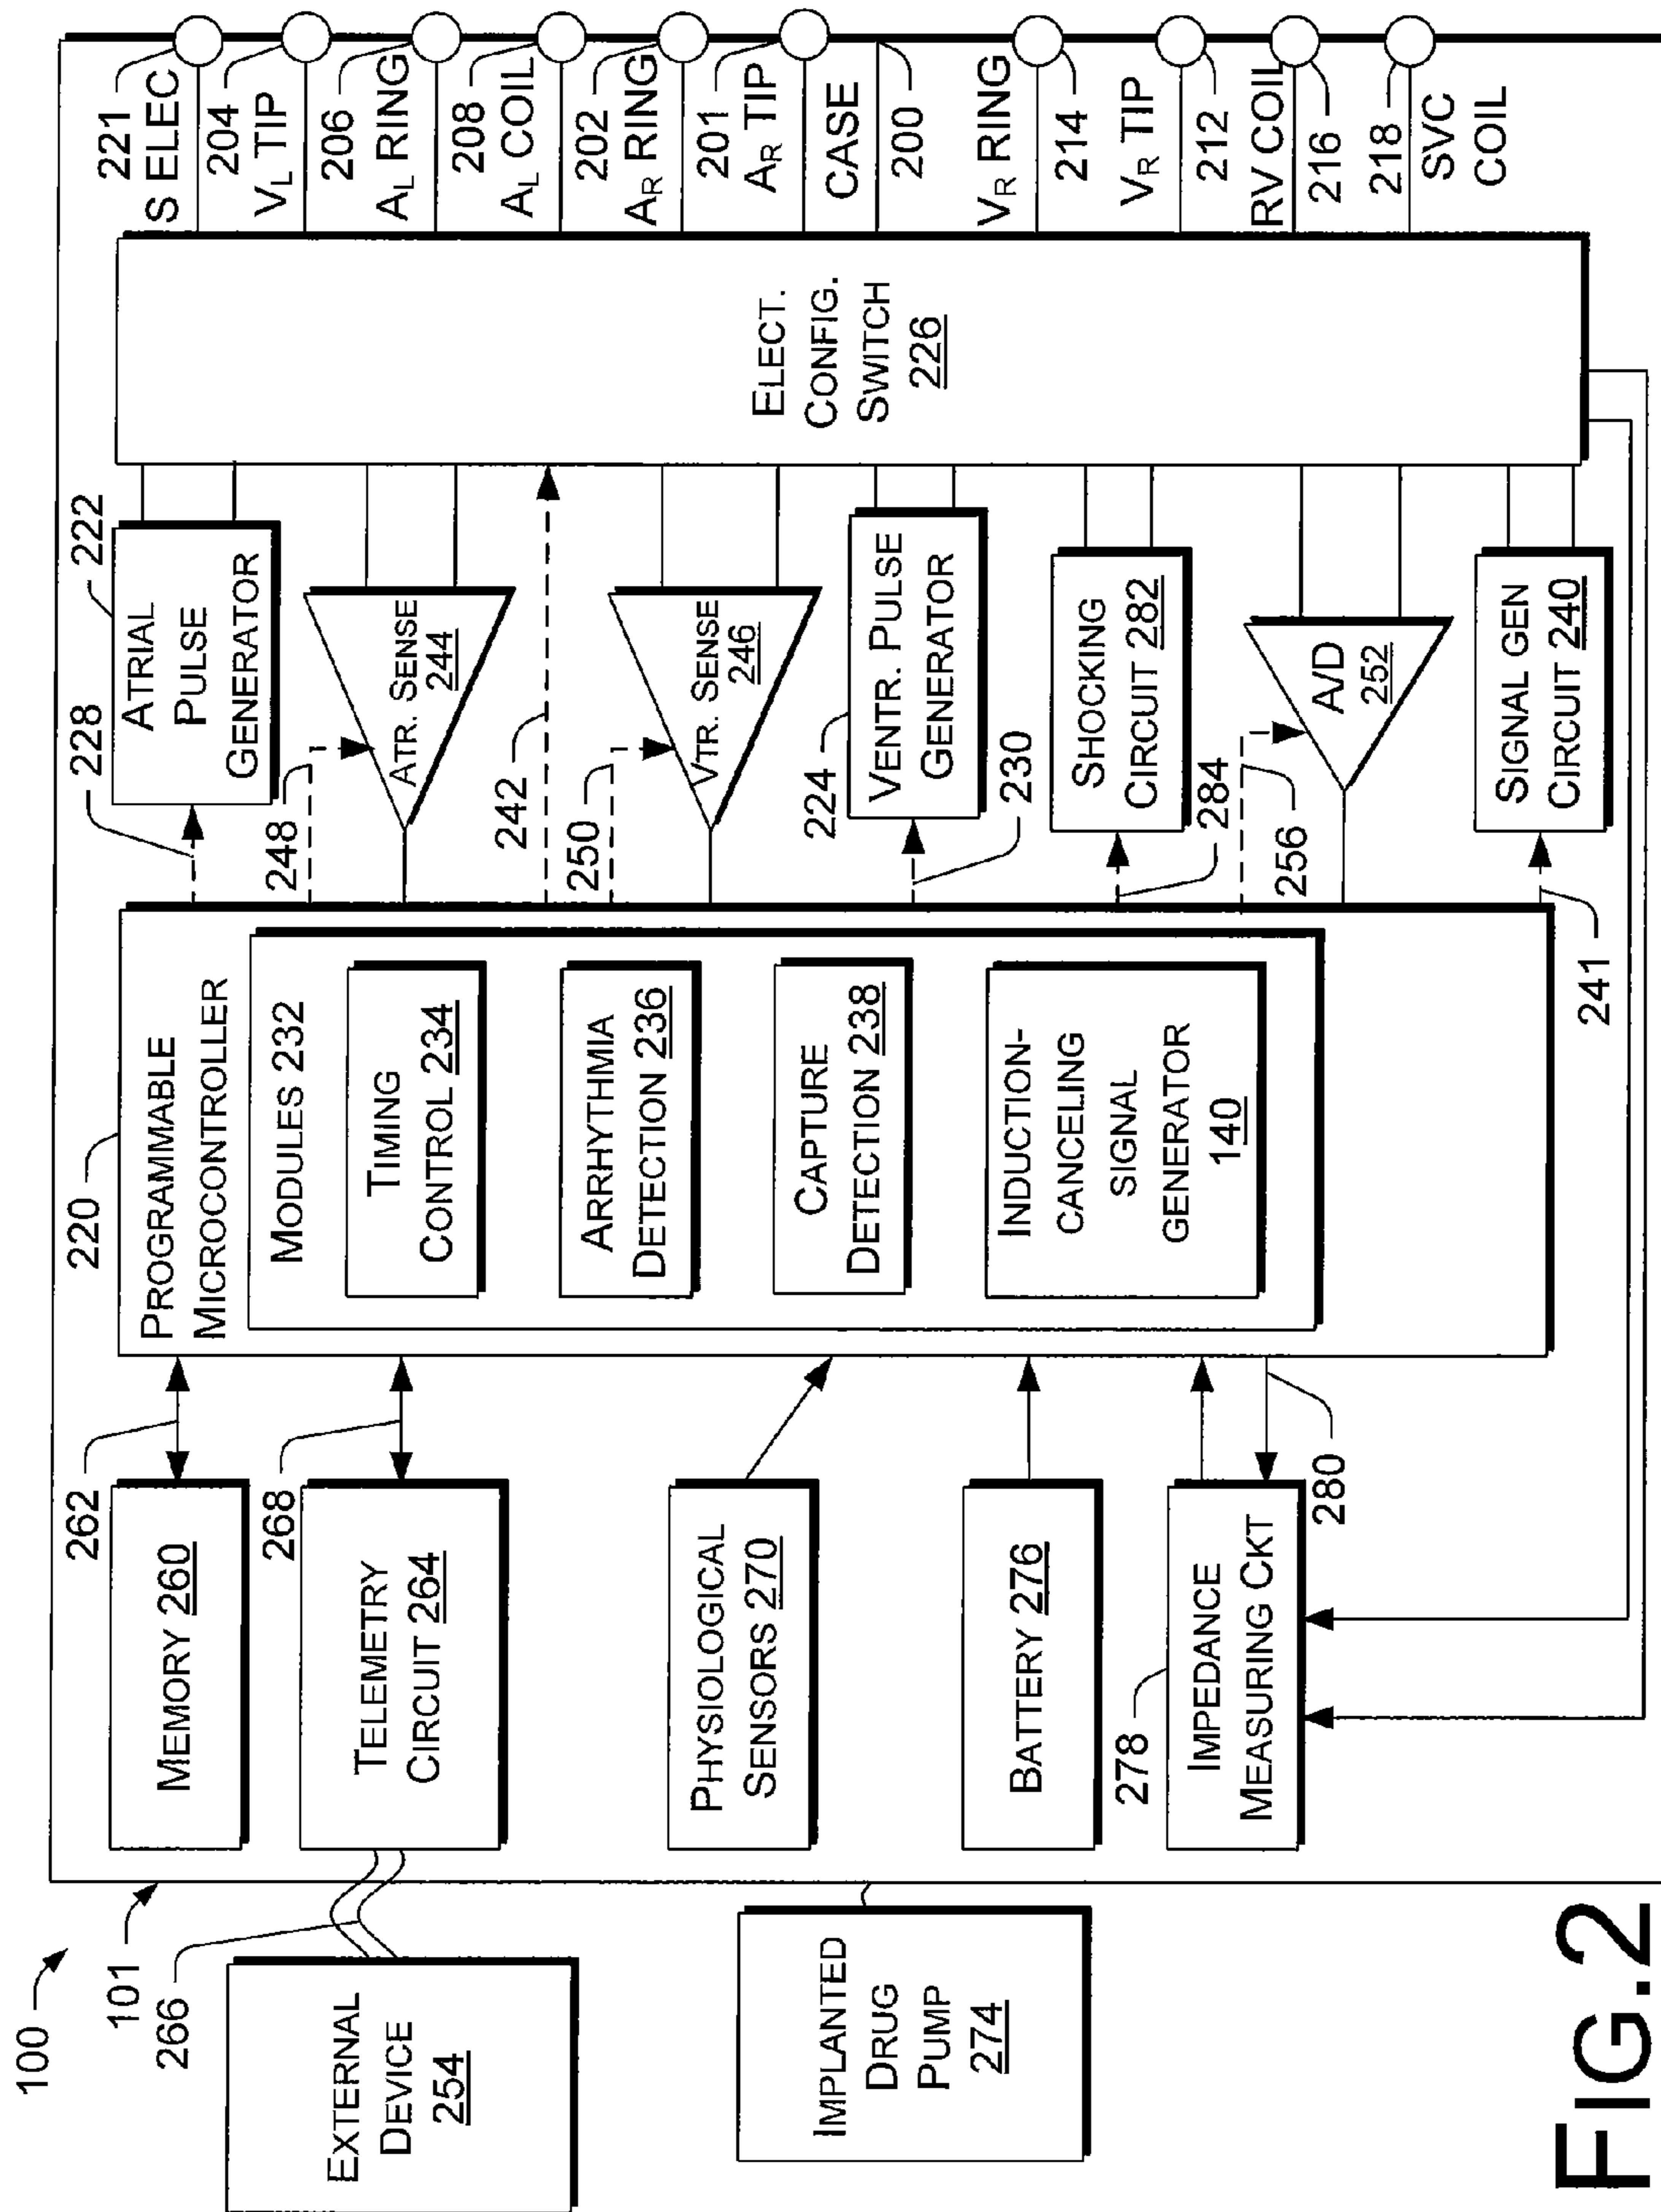 100
101
266
EXTERNAL
DEVICE
254
IMPLANTED
DRUG
PUMP
274
262
MEMORY 260
268
TELEMETRY
CIRCUIT 264
PHYSIOLOGICAL
SENSORS 270
BATTERY 276
278
IMPEDANCE
MEASURING CKT
280
220
PROGRAMMABLE
MICROCONTROLLER
MODULES 232
TIMING
CONTROL 234
ARRHYTHMIA
DETECTION 236
CAPTURE
DETECTION 238
INDUCTION-
CANCELING
SIGNAL
GENERATOR
140
228
222
ATRIAL
PULSE
GENERATOR
248
ATR. SENSE
244
242
250
VTR. SENSE
246
224
VENTR. PULSE
GENERATOR
230
SHOCKING
CIRCUIT 282
284
256
A/D
252
SIGNAL GEN
CIRCUIT 240
241
ELECT.
CONFIG.
SWITCH
226
221
S ELEC
204
VL TIP
206
AL RING
208
AL COIL
202
AR RING
201
AR TIP
CASE
200
VR RING
214
VR TIP
212
RV COIL
216
218
SVC
COIL
FIG.2